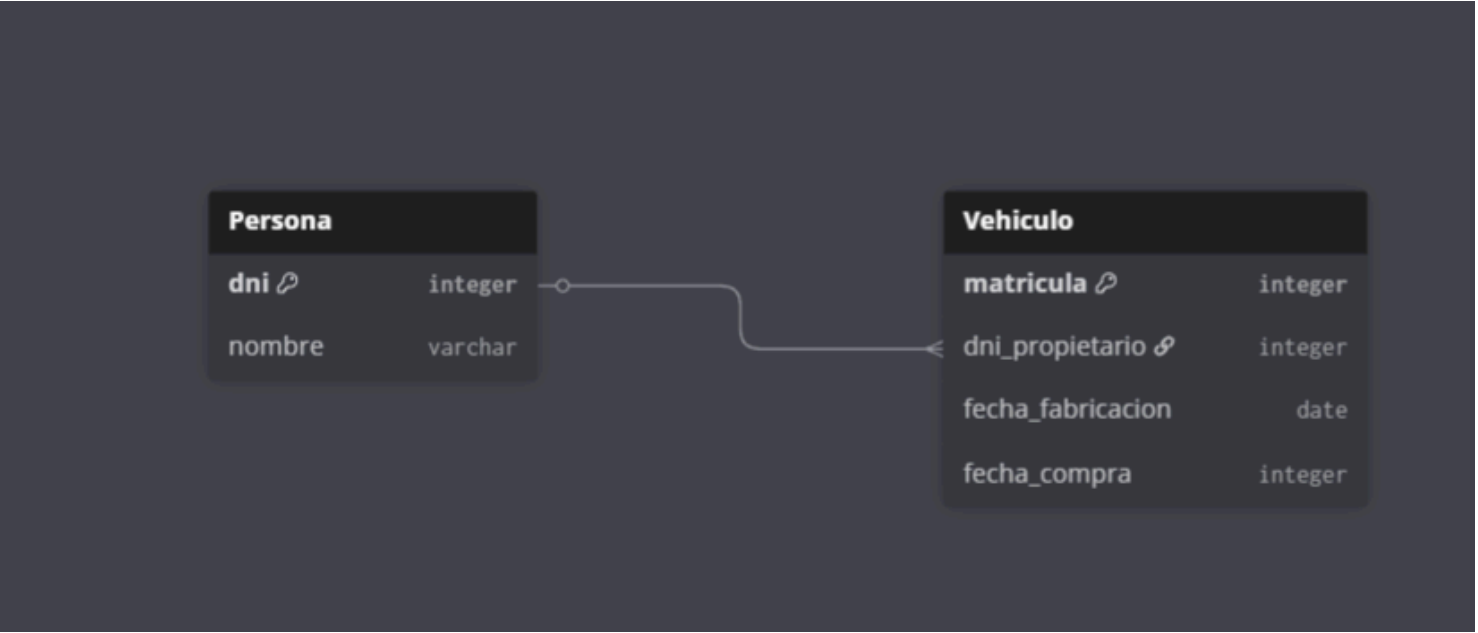 Persona
dni integer
nombre varchar
Vehiculo
matricula integer
dni_propietario integer
fecha_fabricacion date
fecha_compra integer